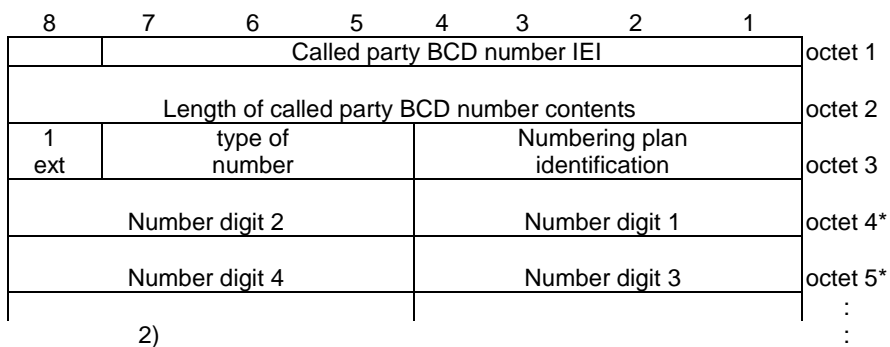 8 7 6 5 4 3 2 1
Called party BCD number IEI octet 1
Length of called party BCD number contents octet 2
1 type of Numbering plan
ext number identification octet 3
Number digit 2 Number digit 1 octet 4*
Number digit 4 Number digit 3 octet 5*
:
2) :